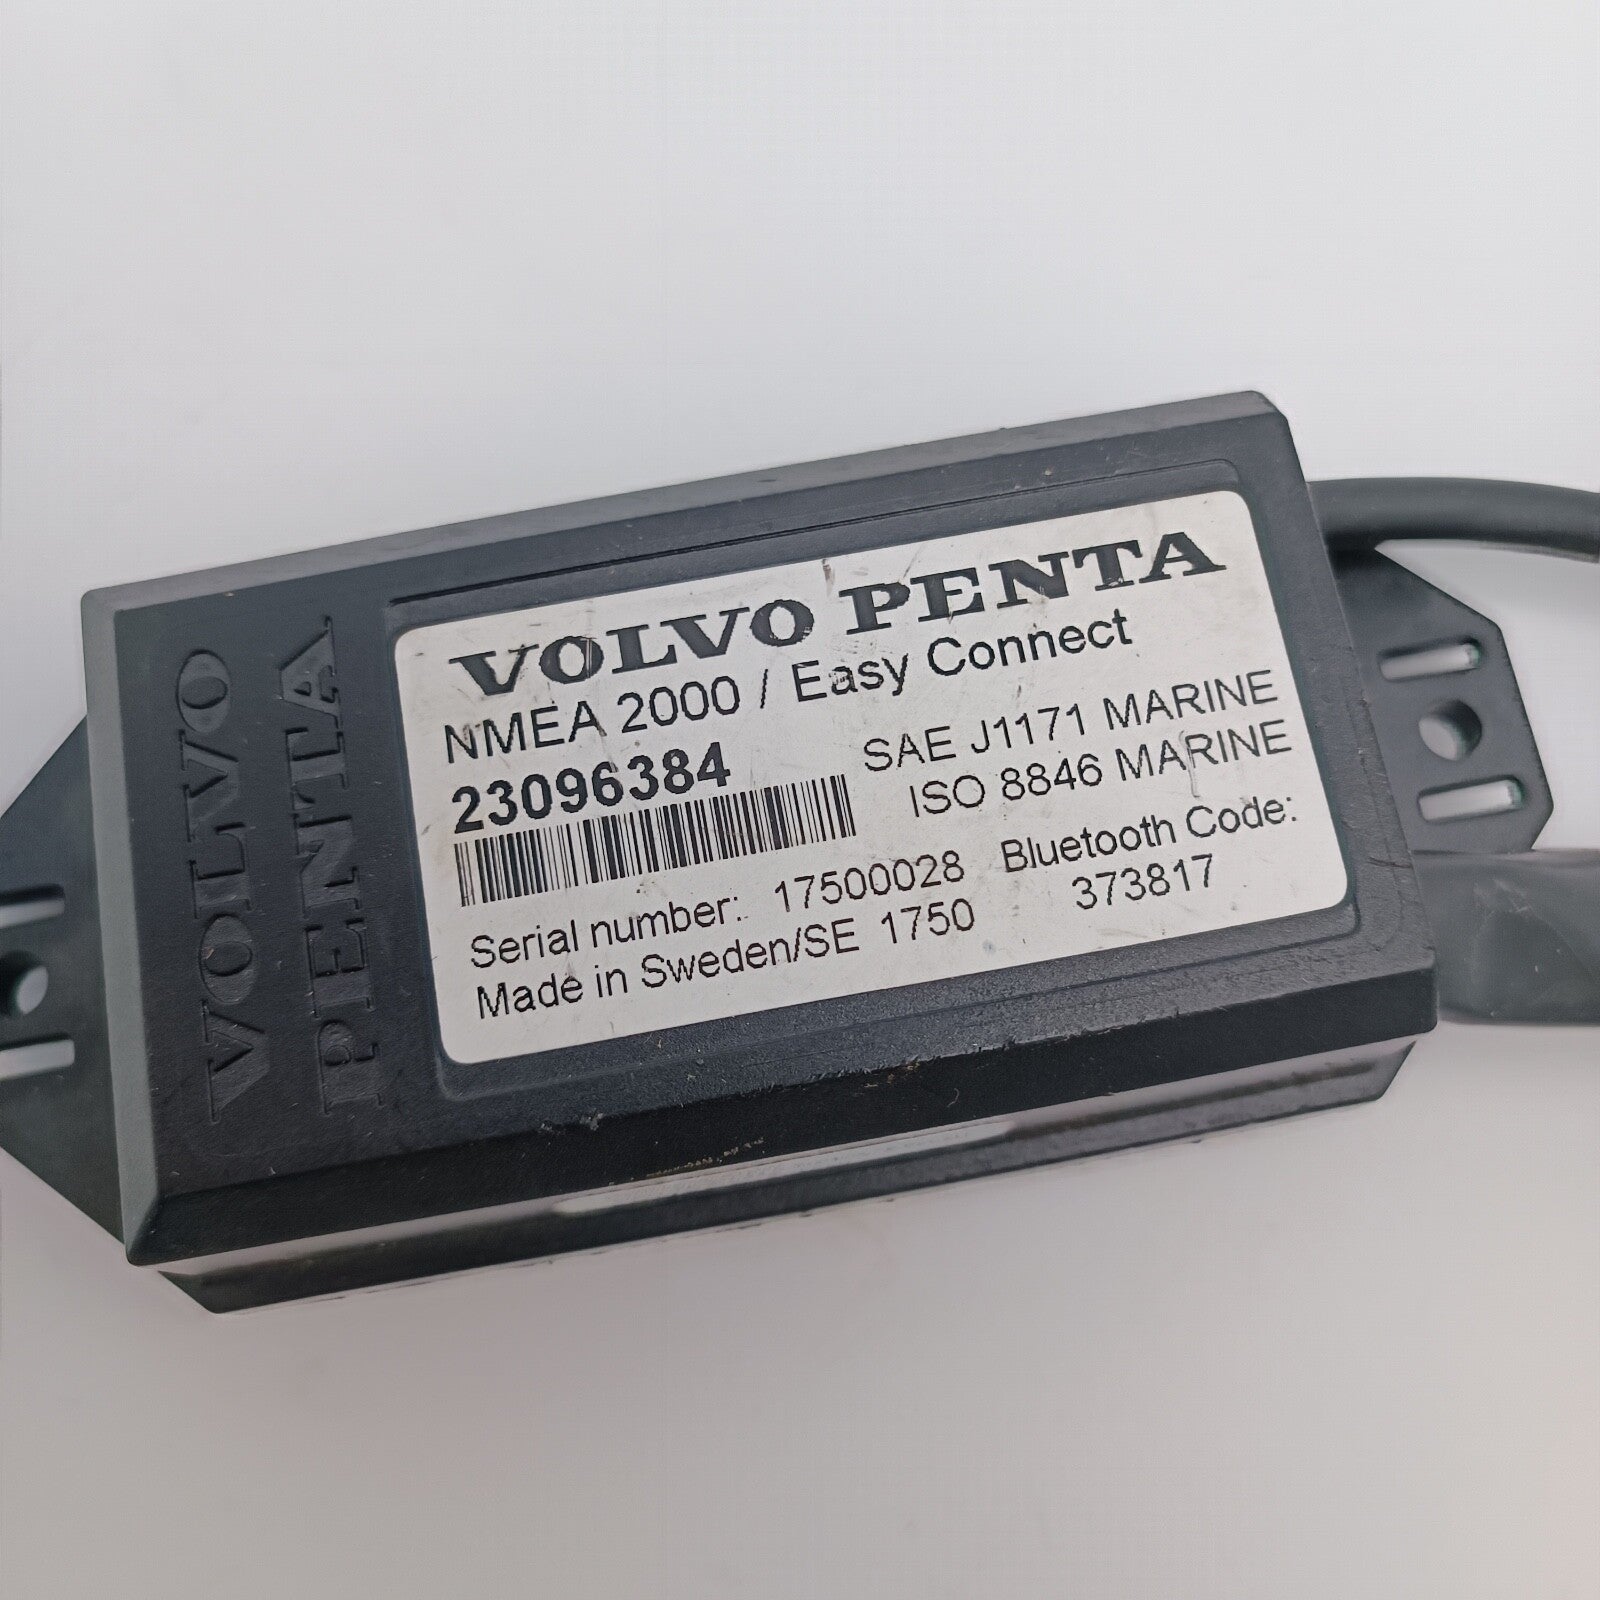 VOLVO
PENTA
VOLVO PENTA
NMEA 2000 / Easy Connect
23096384
SAE J1171 MARINE
ISO 8846 MARINE
Serial number: 17500028
Bluetooth Code:
Made in Sweden/SE 1750
373817